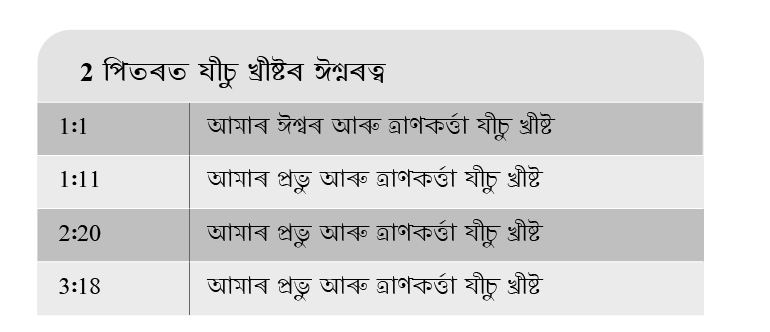 2 পিতৰত যীচু খ্ৰীষ্টৰ ঈশ্বৰত্ব
1:1 আমাৰ ঈশ্বৰ আৰু ত্ৰাণকৰ্ত্তা যীচু খ্ৰীষ্ট
1:11 আমাৰ প্ৰভু আৰু ত্ৰাণকৰ্ত্তা যীচু খ্ৰীষ্ট
2:20 আমাৰ প্ৰভু আৰু ত্ৰাণকৰ্ত্তা যীচু খ্ৰীষ্ট
3:18 আমাৰ প্ৰভু আৰু ত্ৰাণকৰ্ত্তা যীচু খ্ৰীষ্ট